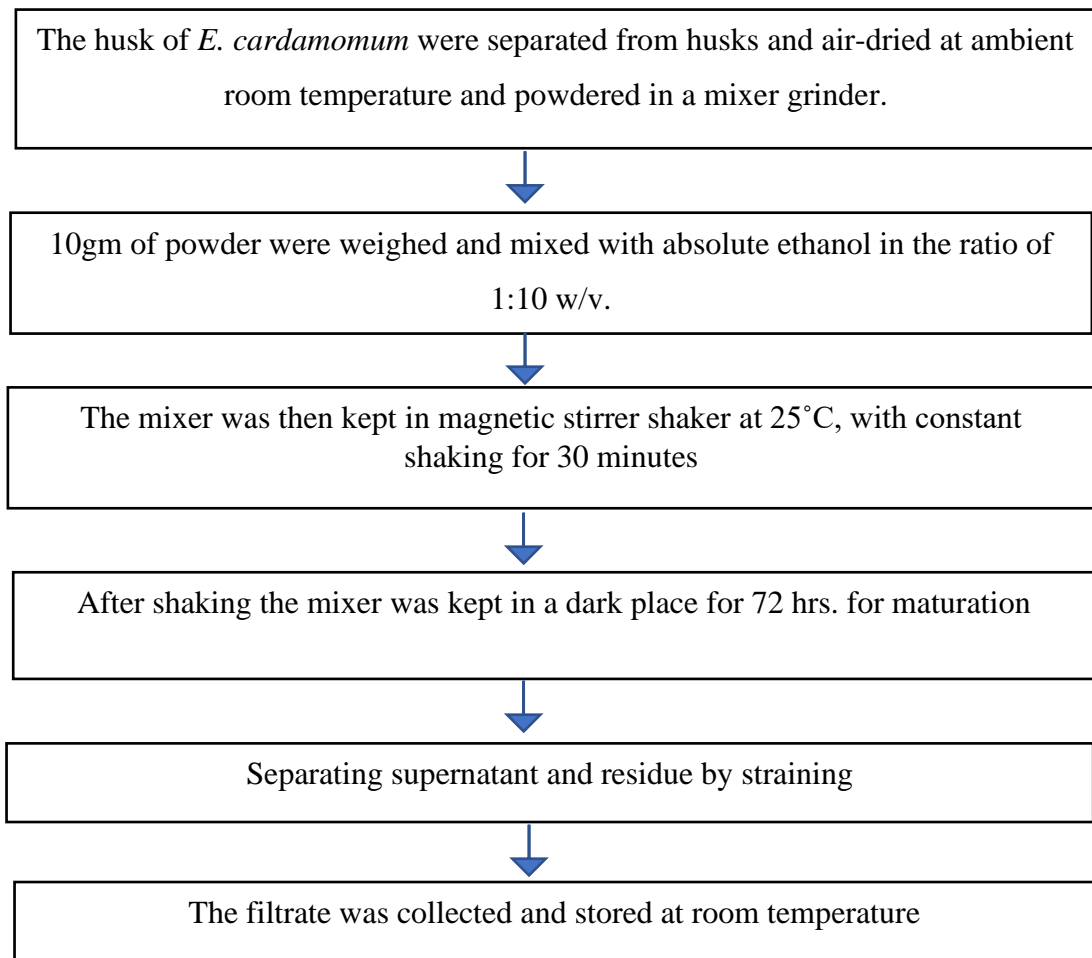 The husk of E. cardamomum were separated from husks and air-dried at ambient
room temperature and powdered in a mixer grinder.
10gm of powder were weighed and mixed with absolute ethanol in the ratio of
1:10 w/v.
The mixer was then kept in magnetic stirrer shaker at 25˚C, with constant
shaking for 30 minutes
After shaking the mixer was kept in a dark place for 72 hrs. for maturation
Separating supernatant and residue by straining
The filtrate was collected and stored at room temperature